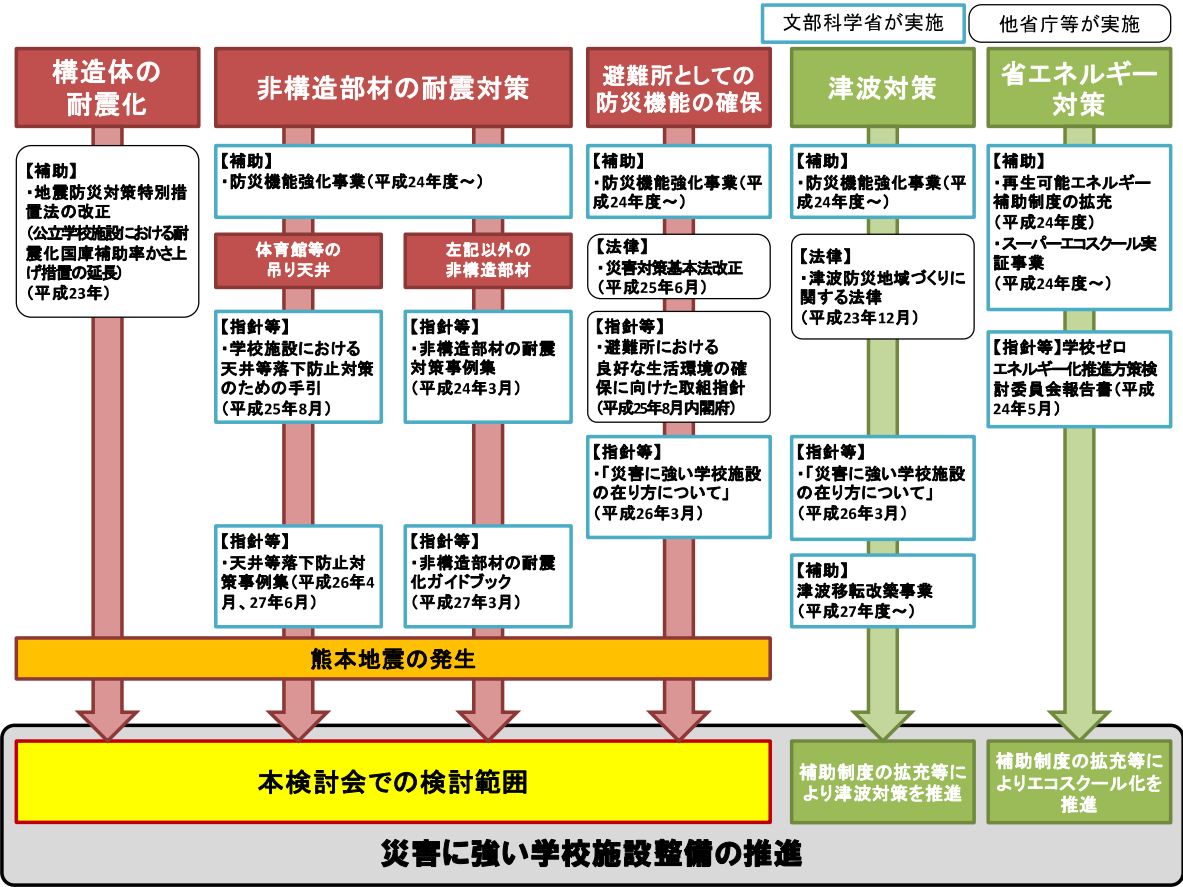 文部科学省が実施
他省庁等が実施
構造体の
耐震化
非構造部材の耐震対策
避難所としての
防災機能の確保
津波対策
省エネルギー
対策
【補助】
・地震防災対策特別措
置法の改正
(公立学校施設における耐
震化国庫補助率かさ上
げ措置の延長)
(平成23年)
【補助】
・防災機能強化事業(平成24年度～)
体育館等の
吊り天井
左記以外の
非構造部材
【指針等】
・学校施設における
天井等落下防止対策
のための手引
(平成25年8月)
【指針等】
・非構造部材の耐震
対策事例集
(平成24年3月)
【指針等】
・天井等落下防止対
策事例集(平成26年4
月、27年6月)
【指針等】
・非構造部材の耐震
化ガイドブック
(平成27年3月)
【補助】
・防災機能強化事業(平
成24年度～)
【法律】
・災害対策基本法改正
(平成25年6月)
【指針等】
・避難所における
良好な生活環境の確
保に向けた取組指針
(平成25年8月内閣府)
【指針等】
・「災害に強い学校施設
の在り方について」
(平成26年3月)
【補助】
・防災機能強化事業(平
成24年度～)
【法律】
・津波防災地域づくりに
関する法律
(平成23年12月)
【指針等】
・「災害に強い学校施設
の在り方について」
(平成26年3月)
【補助】
津波移転改築事業
(平成27年度～)
【補助】
・再生可能エネルギー
補助制度の拡充
(平成24年度)
・スーパーエコスクール実
証事業
(平成24年度～)
【指針等】学校ゼロ
エネルギー化推進方策検
討委員会報告書(平成
24年5月)
熊本地震の発生
本検討会での検討範囲
補助制度の拡充等に
より津波対策を推進
補助制度の拡充等に
よりエコスクール化を
推進
災害に強い学校施設整備の推進